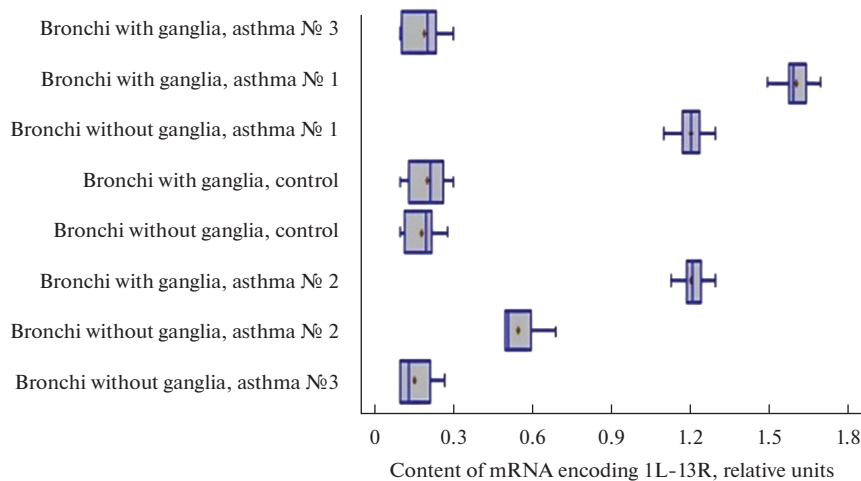 Bronchi with ganglia, asthma № 3
Bronchi with ganglia, asthma № 1
Bronchi without ganglia, asthma № 1
Bronchi with ganglia, control
Bronchi without ganglia, control
Bronchi with ganglia, asthma № 2
Bronchi without ganglia, asthma № 2
Bronchi without ganglia, asthma №3
0 0.3 0.6 0.9 1.2 1.5 1.8
Content of mRNA encoding 1L-13R, relative units